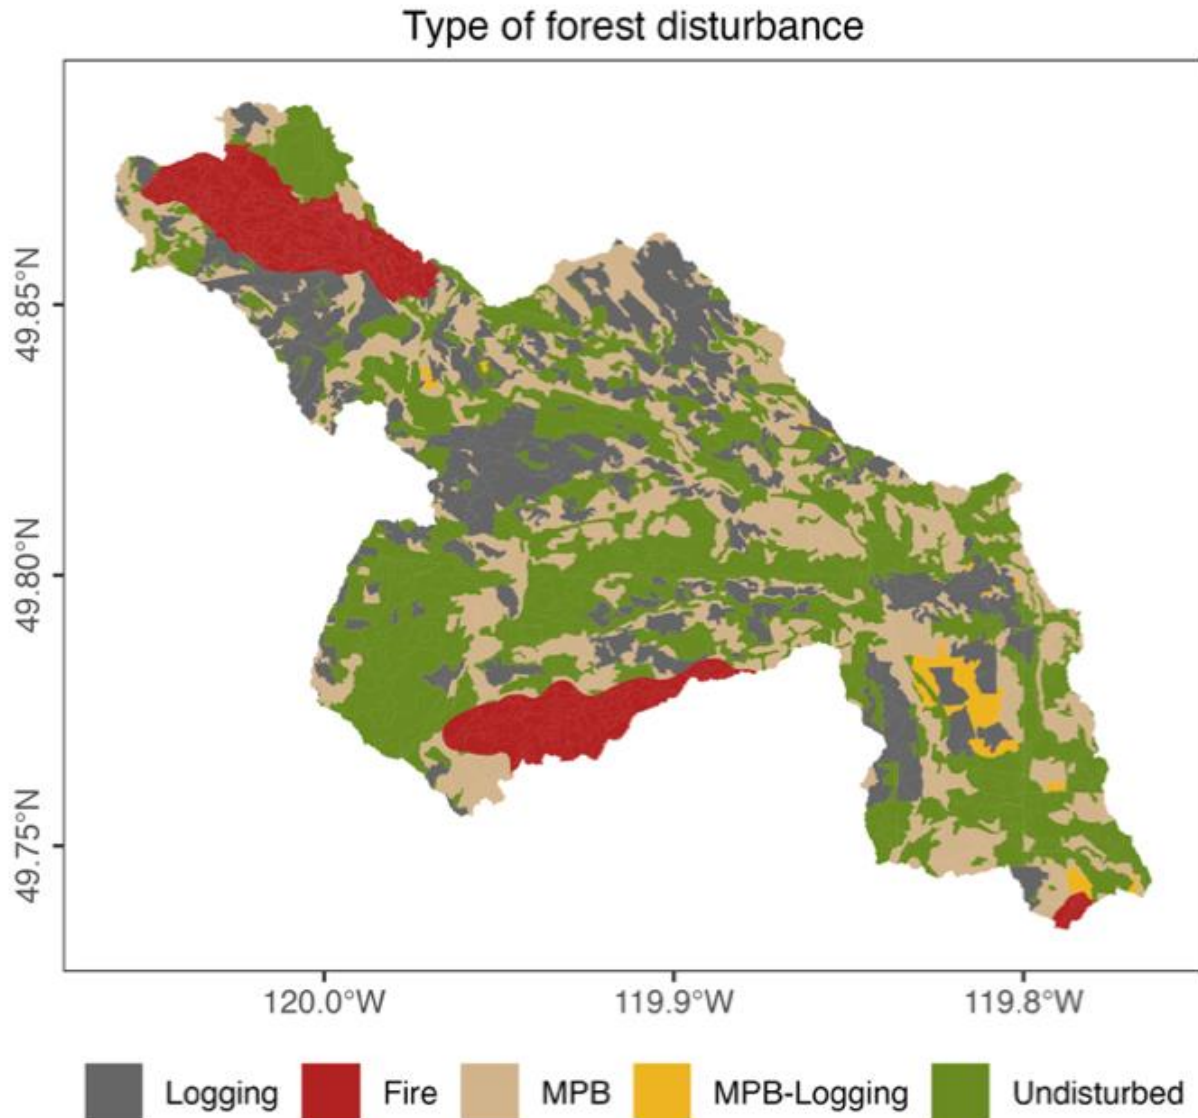 Type of forest disturbance
49.85°N
49.80°N
49.75°N
120.0°W 119.9°W 119.8°W
Logging Fire MPB MPB-Logging Undisturbed